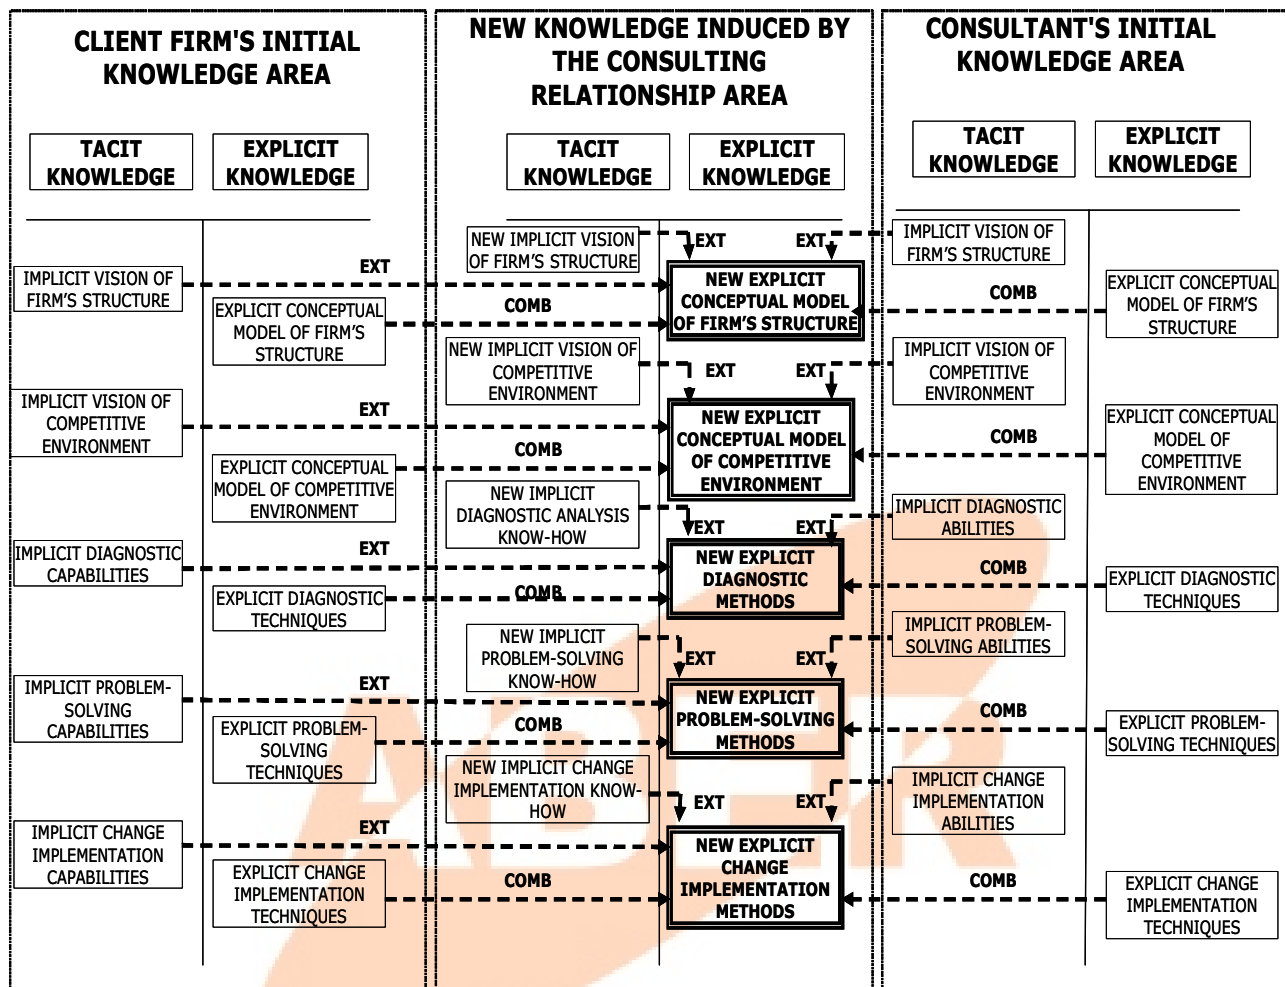 CLIENT FIRM'S INITIAL
KNOWLEDGE AREA
TACIT
KNOWLEDGE
EXPLICIT
KNOWLEDGE
IMPLICIT VISION OF
FIRM'S STRUCTURE
EXT
EXPLICIT CONCEPTUAL
MODEL OF FIRM'S
STRUCTURE
COMB
IMPLICIT VISION OF
COMPETITIVE
ENVIRONMENT
EXT
EXPLICIT CONCEPTUAL
MODEL OF COMPETITIVE
ENVIRONMENT
COMB
IMPLICIT DIAGNOSTIC
CAPABILITIES
EXT
EXPLICIT DIAGNOSTIC
TECHNIQUES
COMB
IMPLICIT PROBLEM-
SOLVING
CAPABILITIES
EXT
EXPLICIT PROBLEM-
SOLVING
TECHNIQUES
COMB
IMPLICIT CHANGE
IMPLEMENTATION
CAPABILITIES
EXT
EXPLICIT CHANGE
IMPLEMENTATION
TECHNIQUES
COMB
NEW KNOWLEDGE INDUCED BY
THE CONSULTING
RELATIONSHIP AREA
TACIT
KNOWLEDGE
EXPLICIT
KNOWLEDGE
NEW IMPLICIT VISION
OF FIRM'S STRUCTURE
EXT
EXT
NEW EXPLICIT
CONCEPTUAL MODEL
OF FIRM'S STRUCTURE
NEW IMPLICIT VISION OF
COMPETITIVE
ENVIRONMENT
EXT
EXT
NEW EXPLICIT
CONCEPTUAL MODEL
OF COMPETITIVE
ENVIRONMENT
NEW IMPLICIT
DIAGNOSTIC ANALYSIS
KNOW-HOW
EXT
EXT
NEW EXPLICIT
DIAGNOSTIC
METHODS
NEW IMPLICIT
PROBLEM-SOLVING
KNOW-HOW
EXT
EXT
NEW EXPLICIT
PROBLEM-SOLVING
METHODS
NEW IMPLICIT CHANGE
IMPLEMENTATION KNOW-
HOW
EXT
EXT
NEW EXPLICIT
CHANGE
IMPLEMENTATION
METHODS
CONSULTANT'S INITIAL
KNOWLEDGE AREA
TACIT
KNOWLEDGE
EXPLICIT
KNOWLEDGE
IMPLICIT VISION OF
FIRM'S STRUCTURE
COMB
EXPLICIT CONCEPTUAL
MODEL OF FIRM'S
STRUCTURE
IMPLICIT VISION OF
COMPETITIVE
ENVIRONMENT
COMB
EXPLICIT CONCEPTUAL
MODEL OF
COMPETITIVE
ENVIRONMENT
IMPLICIT DIAGNOSTIC
ABILITIES
COMB
EXPLICIT DIAGNOSTIC
TECHNIQUES
IMPLICIT PROBLEM-
SOLVING ABILITIES
COMB
EXPLICIT PROBLEM-
SOLVING TECHNIQUES
IMPLICIT CHANGE
IMPLEMENTATION
ABILITIES
COMB
EXPLICIT CHANGE
IMPLEMENTATION
TECHNIQUES
ABER